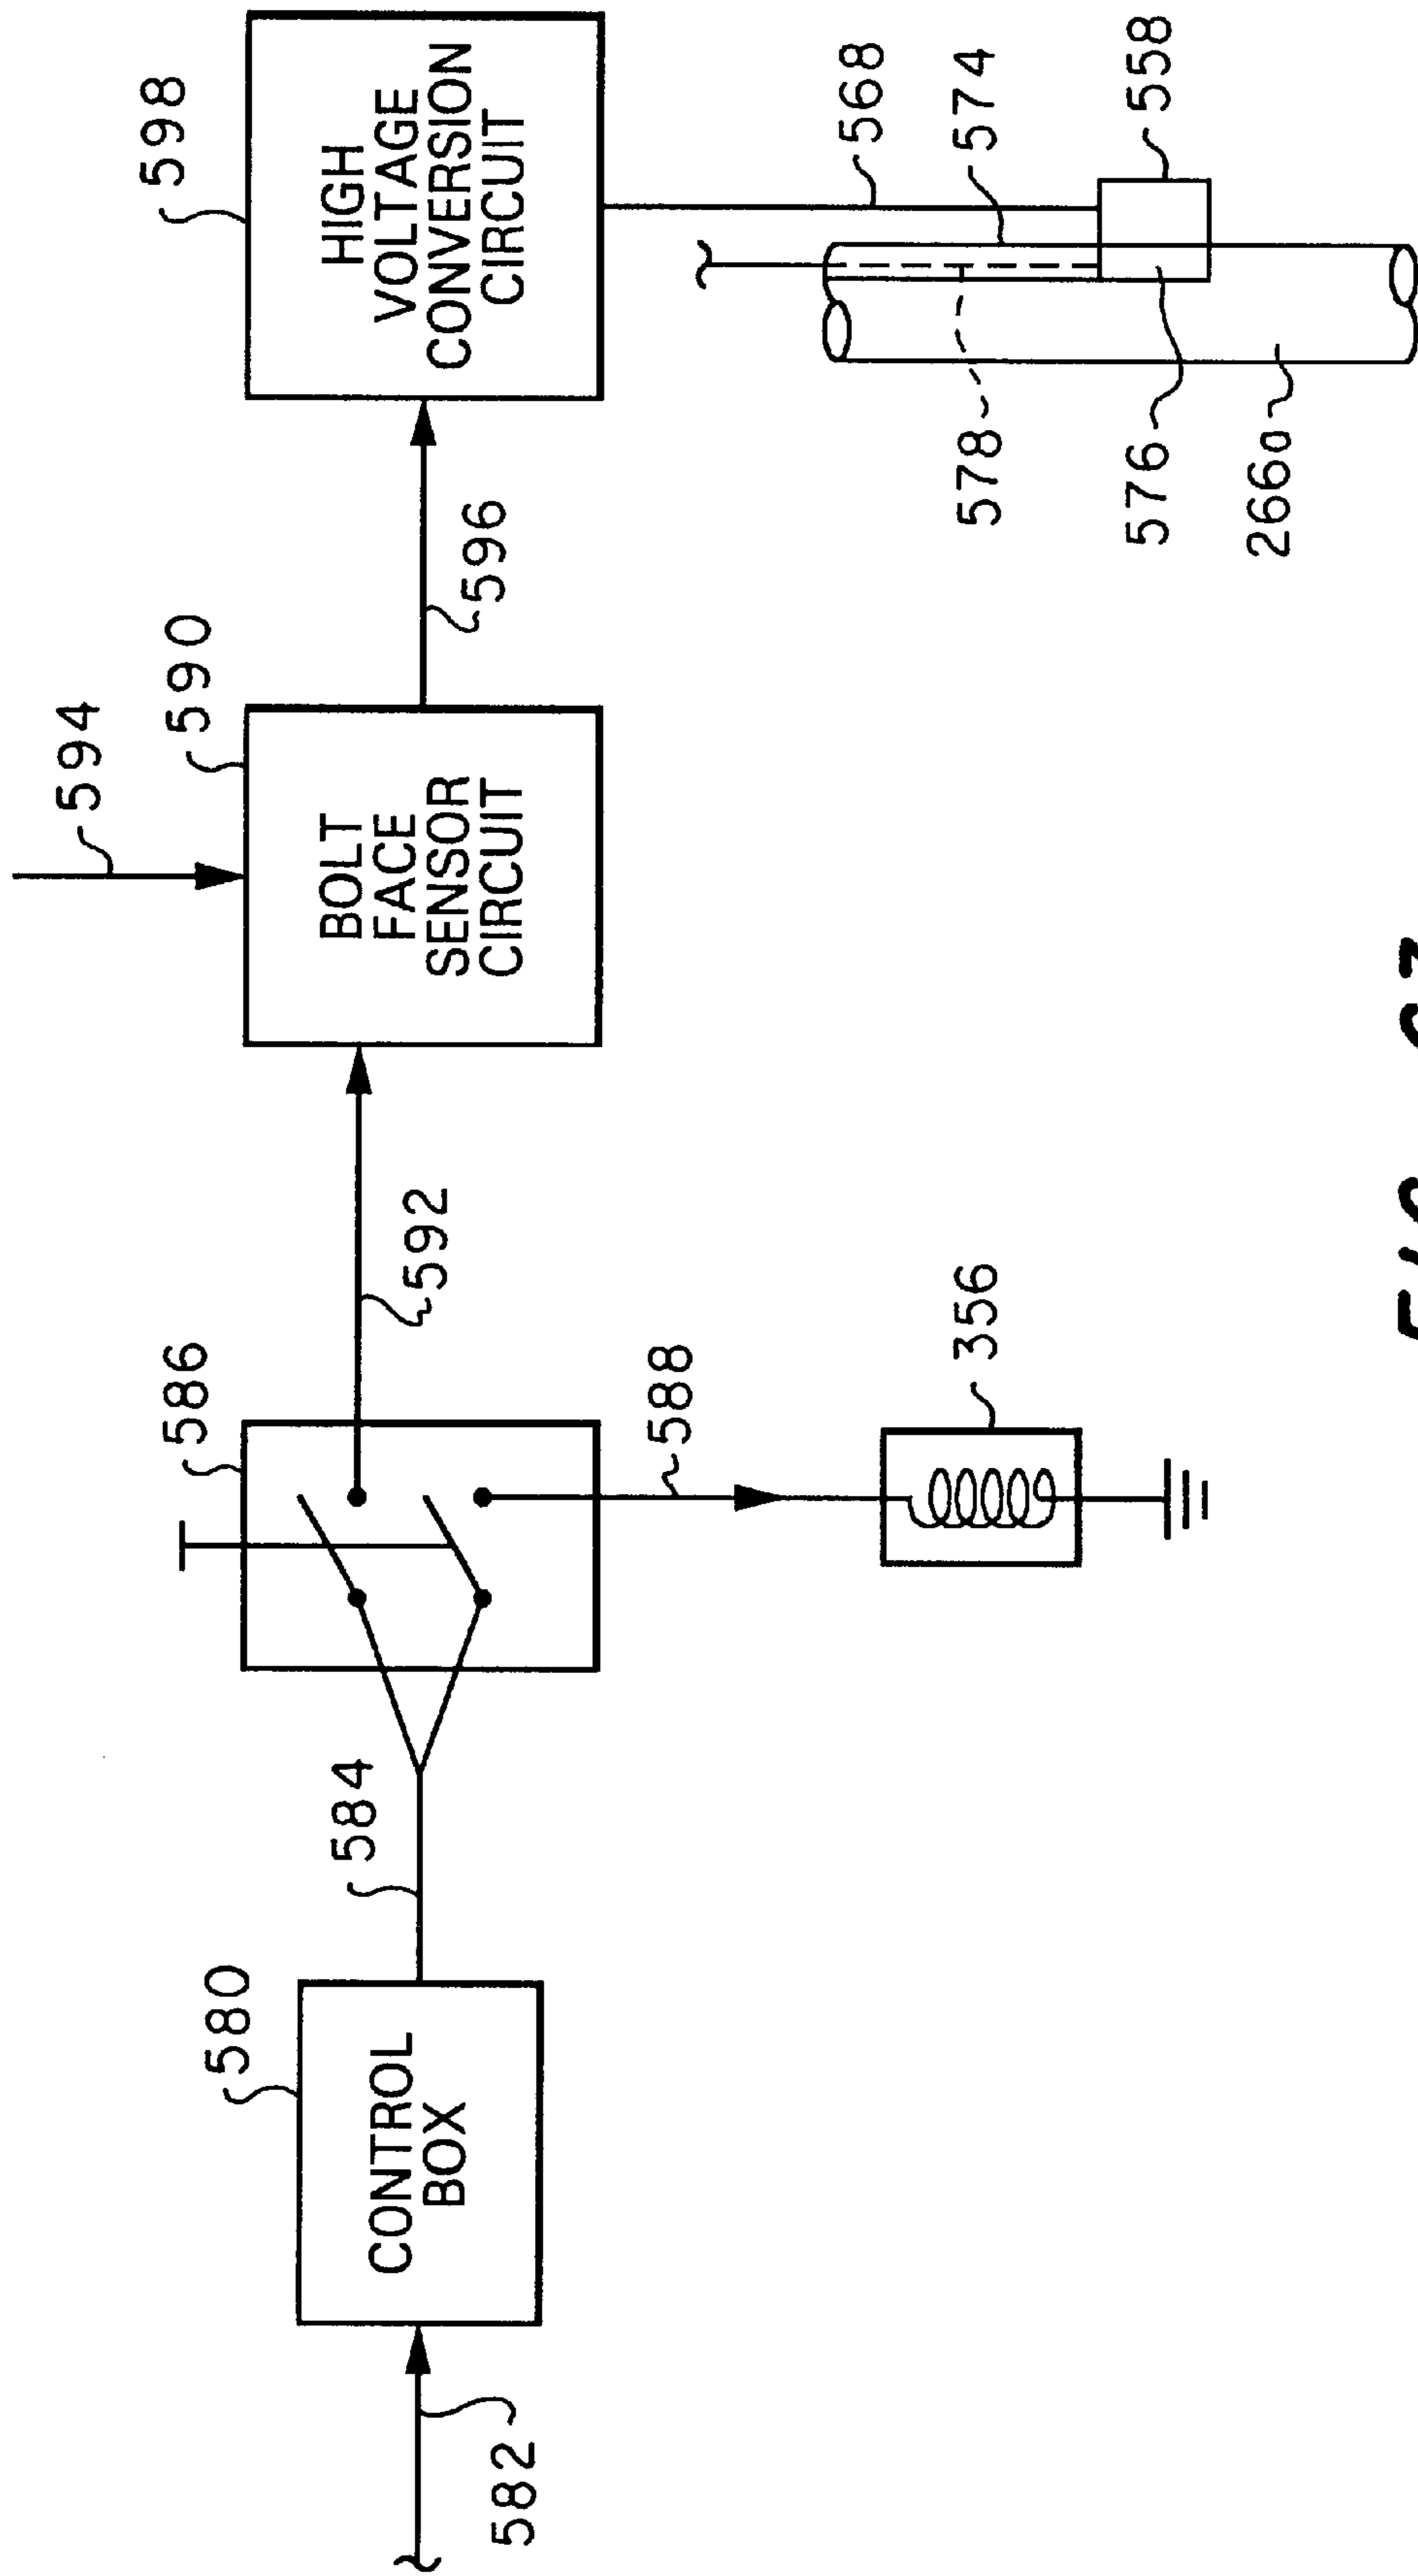 594
598
590
586
HIGH
VOLTAGE
CONVERSION
CIRCUIT
BOLT
FACE
SENSOR
CIRCUIT
580
584
592
596
CONTROL
BOX
582
588
568
574
578
558
576
356
266a